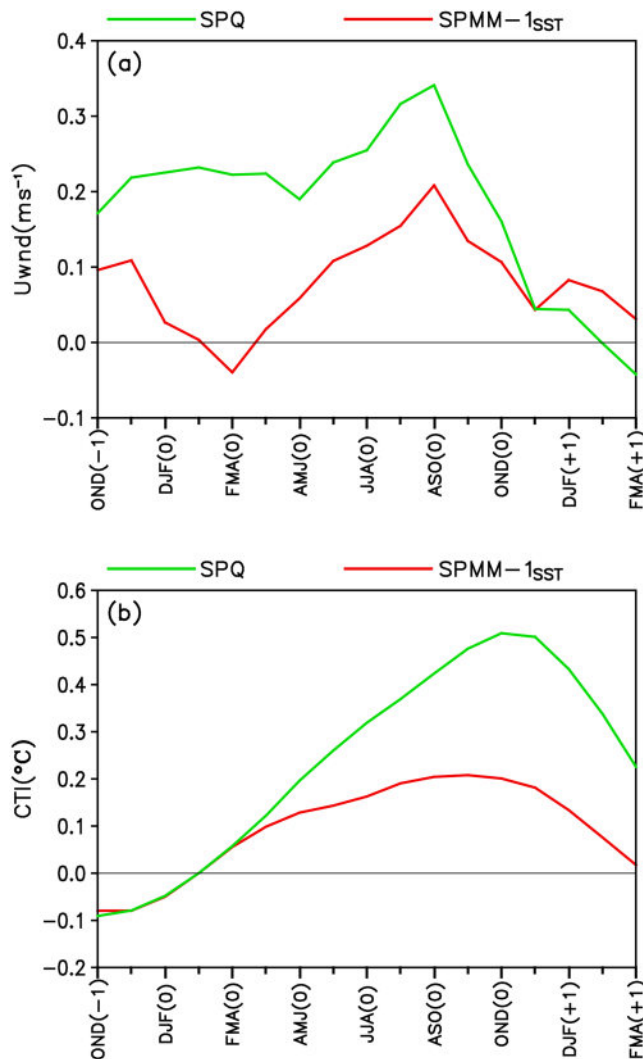 SPQ SPMM−1SST
(a)
Uwnd(ms⁻¹)
0.4
0.3
0.2
0.1
0.0
−0.1
OND(−1) DJF(0) FMA(0) AMJ(0) JJA(0) ASO(0) OND(0) DJF(+1) FMA(+1)
SPQ SPMM−1SST
(b)
CTI(°C)
0.6
0.5
0.4
0.3
0.2
0.1
0.0
−0.1
−0.2
OND(−1) DJF(0) FMA(0) AMJ(0) JJA(0) ASO(0) OND(0) DJF(+1) FMA(+1)